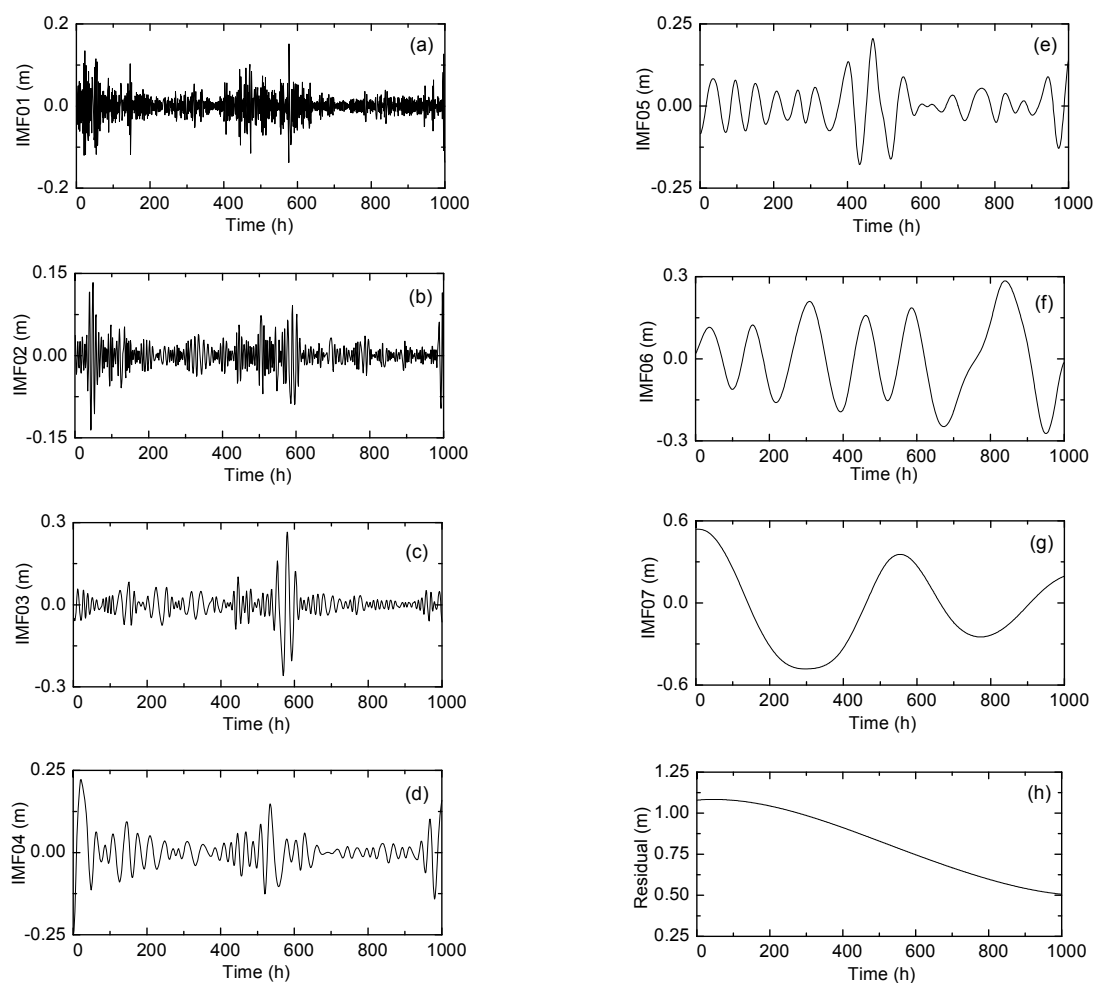 0.2
(a)
IMF01 (m)
0.0
-0.2
0 200 400 600 800 1000
Time (h)
0.15
(b)
IMF02 (m)
0.00
-0.15
0 200 400 600 800 1000
Time (h)
0.3
(c)
IMF03 (m)
0.0
-0.3
0 200 400 600 800 1000
Time (h)
0.25
(d)
IMF04 (m)
0.00
-0.25
0 200 400 600 800 1000
Time (h)
0.25
(e)
IMF05 (m)
0.00
-0.25
0 200 400 600 800 1000
Time (h)
0.3
(f)
IMF06 (m)
0.0
-0.3
0 200 400 600 800 1000
Time (h)
0.6
(g)
IMF07 (m)
0.0
-0.6
0 200 400 600 800 1000
Time (h)
1.25
(h)
1.00
Residual (m)
0.75
0.50
0.25
0 200 400 600 800 1000
Time (h)